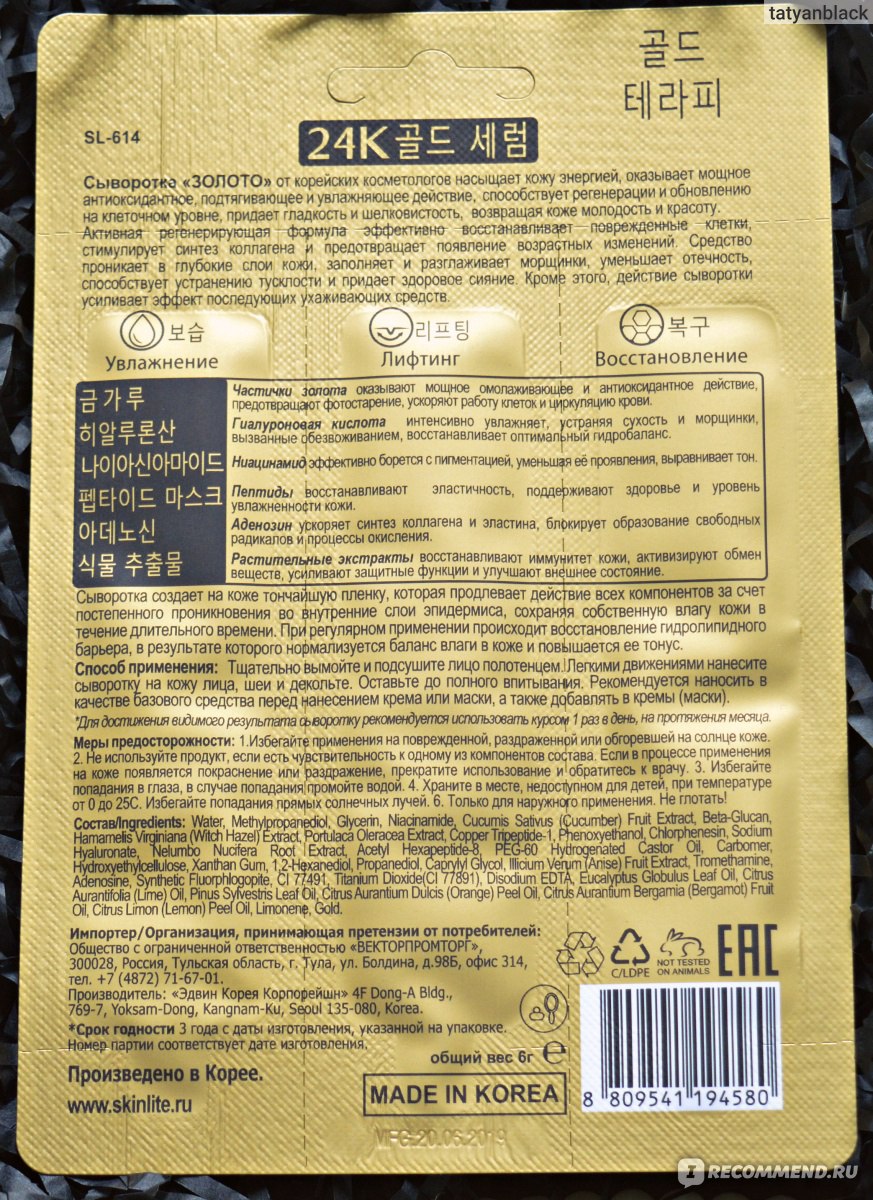 tatyanblack
골드
테라피
SL-614
24K 골드 세럼
Сыворотка «ЗОЛОТО» от корейских косметологов насыщает кожу энергией, оказывает мощное
антиоксидантное, подтягивающее и увлажняющее действие, способствует регенерации и обновлению
на клеточном уровне, придает гладкость и шелковистость, возвращая коже молодость и красоту.
Активная регенерирующая формула эффективно восстанавливает поврежденные клетки,
стимулирует синтез коллагена и предотвращает появление возрастных изменений. Средство
проникает в глубокие слои кожи, заполняет и разглаживает морщинки, уменьшает отечность,
способствует устранению тусклости и придает здоровое сияние. Кроме этого, действие сыворотки
усиливает эффект последующих ухаживающих средств.
보습 리프팅 복구
Увлажнение Лифтинг Восстановление
금가루
Частички золота оказывают мощное омолаживающее и антиоксидантное действие,
предотвращают фотостарение, ускоряют работу клеток и циркуляцию крови.
히알루론산
Гиалуроновая кислота интенсивно увлажняет, устраняя сухость и морщинки,
вызванные обезвоживанием, восстанавливает оптимальный гидробаланс.
나이아신아마이드
Ниацинамид эффективно борется с пигментацией, уменьшая её проявления, выравнивает тон.
펩타이드 마스크
Пептиды восстанавливают эластичность, поддерживают здоровье и уровень
увлажненности кожи.
아데노신
Аденозин ускоряет синтез коллагена и эластина, блокирует образование свободных
радикалов и процессы окисления.
식물 추출물
Растительные экстракты восстанавливают иммунитет кожи, активизируют обмен
веществ, усиливают защитные функции и улучшают внешнее состояние.
Сыворотка создает на коже тончайшую пленку, которая продлевает действие всех компонентов за счет
постепенного проникновения во внутренние слои эпидермиса, сохраняя собственную влагу кожи в
течение длительного времени. При регулярном применении происходит восстановление гидролипидного
барьера, в результате которого нормализуется баланс влаги в коже и повышается ее тонус.
Способ применения: Тщательно вымойте и подсушите лицо полотенцем. Легкими движениями нанесите
сыворотку на кожу лица, шеи и декольте. Оставьте до полного впитывания. Рекомендуется наносить в
качестве базового средства перед нанесением крема или маски, а также добавлять в кремы (маски).
*Для достижения видимого результата сыворотку рекомендуется использовать курсом 1 раз в день, на протяжения месяца.
Меры предосторожности: 1.Избегайте применения на поврежденной, раздраженной или обгоревшей на солнце коже.
2. Не используйте продукт, если есть чувствительность к одному из компонентов состава. Если в процессе применения
на коже появляется покраснение или раздражение, прекратите использование и обратитесь к врачу. 3. Избегайте
попадания в глаза, в случае попадания промойте водой. 4. Храните в месте, недоступном для детей, при температуре
от 0 до 25С. Избегайте попадания прямых солнечных лучей. 6. Только для наружного применения. Не глотать!
Состав/Ingredients: Water, Methylpropanediol, Glycerin, Niacinamide, Cucumis Sativus (Cucumber) Fruit Extract, Beta-Glucan,
Hamamelis Virginiana (Witch Hazel) Extract, Portulaca Oleracea Extract, Copper Tripeptide-1, Phenoxyethanol, Chlorphenesin, Sodium
Hyaluronate, Nelumbo Nucifera Root Extract, Acetyl Hexapeptide-8, PEG-60 Hydrogenated Castor Oil, Carbomer,
Hydroxyethylcellulose, Xanthan Gum, 1,2-Hexanediol, Propanediol, Caprylyl Glycol, Illicium Verum (Anise) Fruit Extract, Tromethamine,
Adenosine, Synthetic Fluorphlogopite, CI 77491, Titanium Dioxide(CI 77891), Disodium EDTA, Eucalyptus Globulus Leaf Oil, Citrus
Aurantifolia (Lime) Oil, Pinus Sylvestris Leaf Oil, Citrus Aurantium Dulcis (Orange) Peel Oil, Citrus Aurantium Bergamia (Bergamot) Fruit
Oil, Citrus Limon (Lemon) Peel Oil, Limonene, Gold.
Импортер/Организация, принимающая претензии от потребителей:
Общество с ограниченной ответственностью «ВЕКТОРПРОМТОРГ»,
300028, Россия, Тульская область, г. Тула, ул. Болдина, д.98Б, офис 314,
тел. +7 (4872) 71-67-01.
Производитель: «Эдвин Корея Корпорейшн» 4F Dong-A Bldg.,
769-7, Yoksam-Dong, Kangnam-Ku, Seoul 135-080, Korea.
*Срок годности 3 года с даты изготовления, указанной на упаковке.
Номер партии соответствует дате изготовления.
C/LDPE
NOT TESTED
ON ANIMALS
EAC
общий вес 6г e
Произведено в Корее.
www.skinlite.ru
MADE IN KOREA
8 809541 194580
MFG:20.06.2019
IRECOMMEND.RU